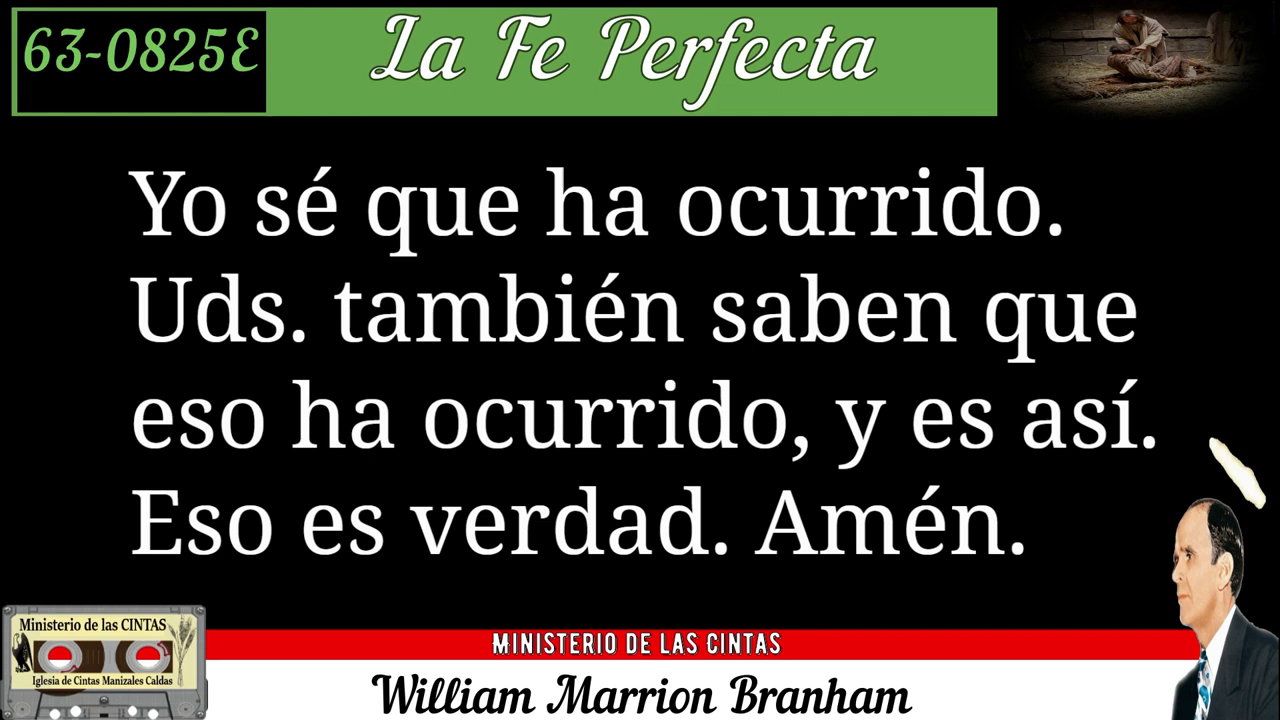 63-0825E
La Fe Perfecta
Yo sé que ha ocurrido.
Uds. también saben que
eso ha ocurrido, y es así.
Eso es verdad. Amén.
Ministerio de las CINTAS
Iglesia de Cintas Manizales Caldas
MINISTERIO DE LAS CINTAS
William Marrion Branham